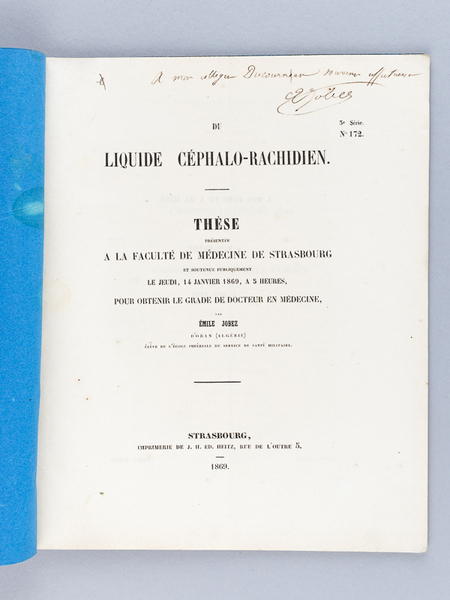 A mon collègue Ducournau
E Jobez
DU
3e Série.
No 172.
LIQUIDE CÉPHALO-RACHIDIEN.
THÈSE
PRÉSENTÉE
A LA FACULTÉ DE MÉDECINE DE STRASBOURG
ET SOUTENUE PUBLIQUEMENT
LE JEUDI, 14 JANVIER 1869, A 5 HEURES,
POUR OBTENIR LE GRADE DE DOCTEUR EN MÉDECINE,
PAR
ÉMILE JOBEZ
D'ORAN (ALGÉRIE)
ÉLÈVE DE L'ÉCOLE IMPÉRIALE DU SERVICE DE SANTÉ MILITAIRE.
STRASBOURG,
IMPRIMERIE DE J. H. ED. HEITZ, RUE DE L'OUTRE 5.
1869.